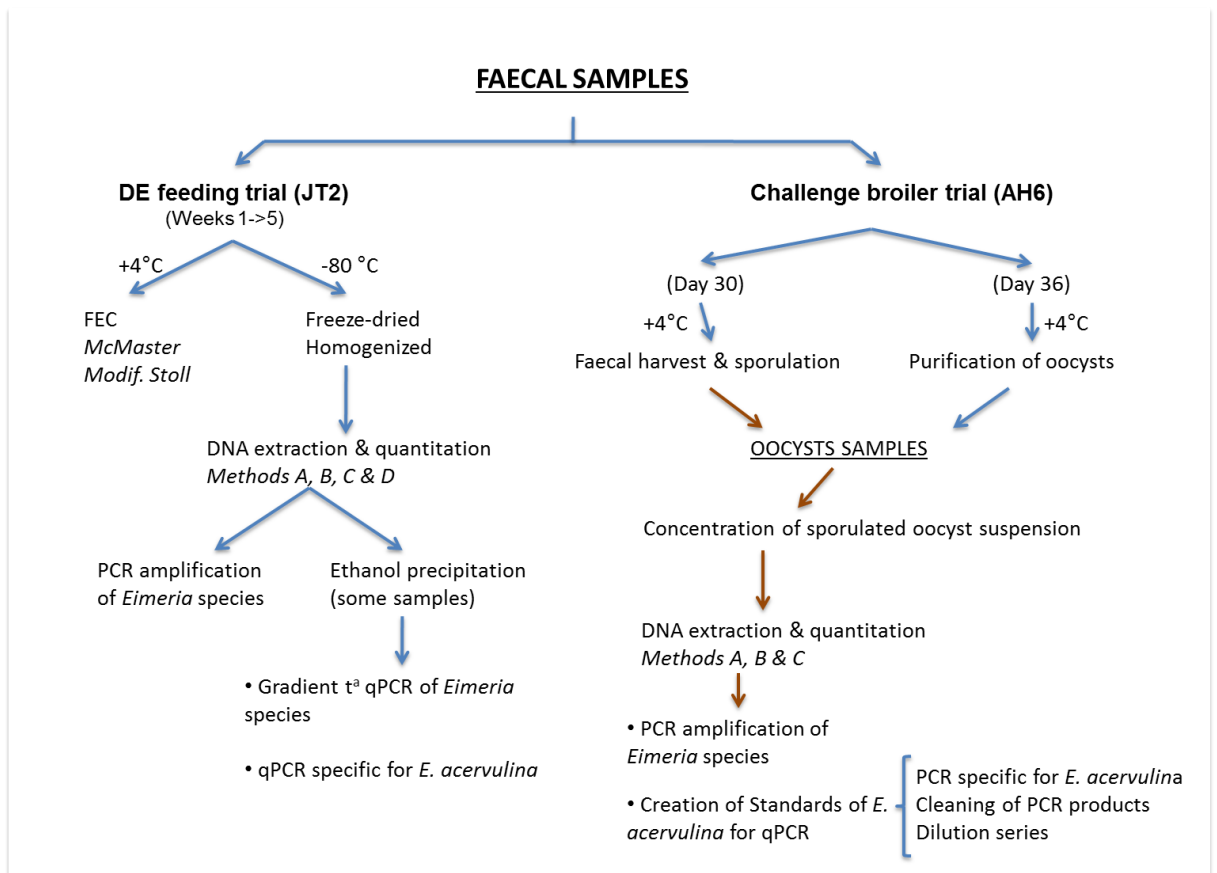 FAECAL SAMPLES
DE feeding trial (JT2)
(Weeks 1->5)
+4°C
-80 °C
FEC
McMaster
Modif. Stoll
Freeze-dried
Homogenized
DNA extraction & quantitation
Methods A, B, C & D
PCR amplification
of Eimeria species
Ethanol precipitation
(some samples)
• Gradient tª qPCR of Eimeria
species
• qPCR specific for E. acervulina
Challenge broiler trial (AH6)
(Day 30)
(Day 36)
+4°C
+4°C
Faecal harvest & sporulation
Purification of oocysts
OOCYSTS SAMPLES
Concentration of sporulated oocyst suspension
DNA extraction & quantitation
Methods A, B & C
• PCR amplification of
Eimeria species
• Creation of Standards of E.
acervulina for qPCR
PCR specific for E. acervulina
Cleaning of PCR products
Dilution series